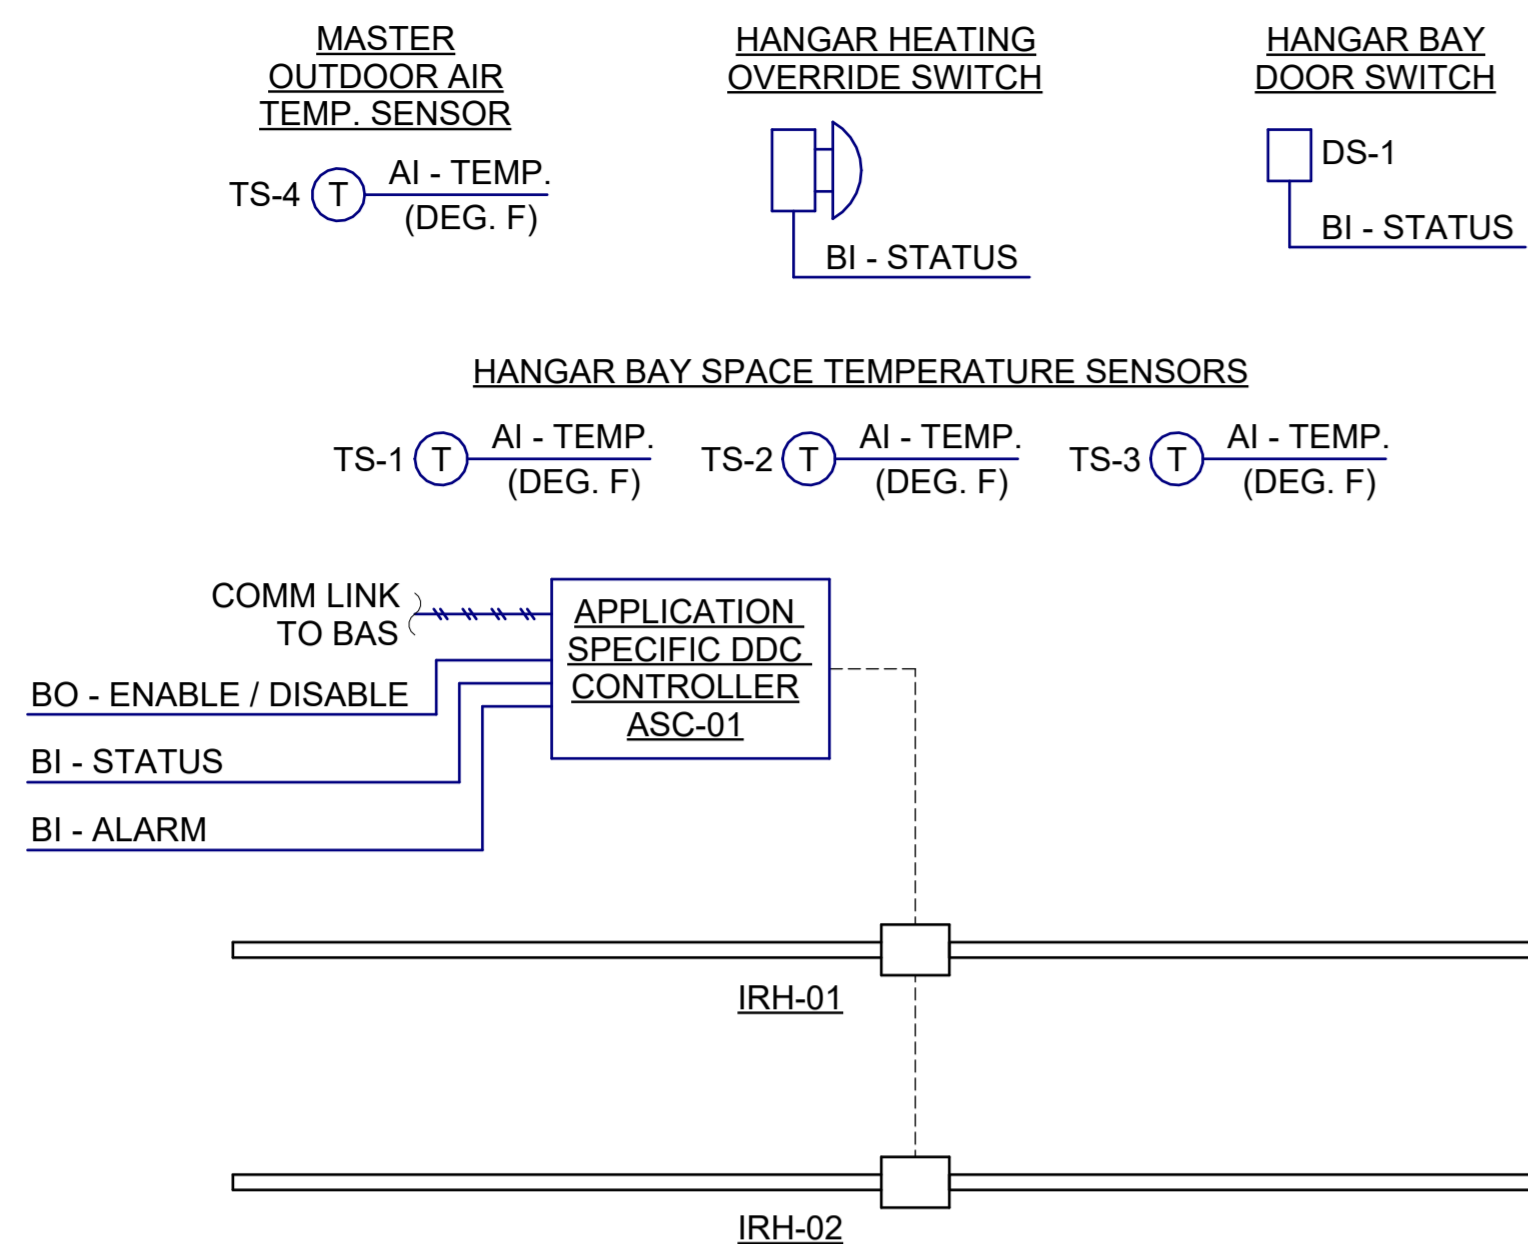 MASTER
OUTDOOR AIR
TEMP. SENSOR
TS-4 T AI - TEMP.
(DEG. F)
HANGAR HEATING
OVERRIDE SWITCH
BI - STATUS
HANGAR BAY
DOOR SWITCH
DS-1
BI - STATUS
HANGAR BAY SPACE TEMPERATURE SENSORS
TS-1 T AI - TEMP.
(DEG. F)
TS-2 T AI - TEMP.
(DEG. F)
TS-3 T AI - TEMP.
(DEG. F)
COMM LINK
TO BAS
BO - ENABLE / DISABLE
BI - STATUS
BI - ALARM
APPLICATION
SPECIFIC DDC
CONTROLLER
ASC-01
IRH-01
IRH-02